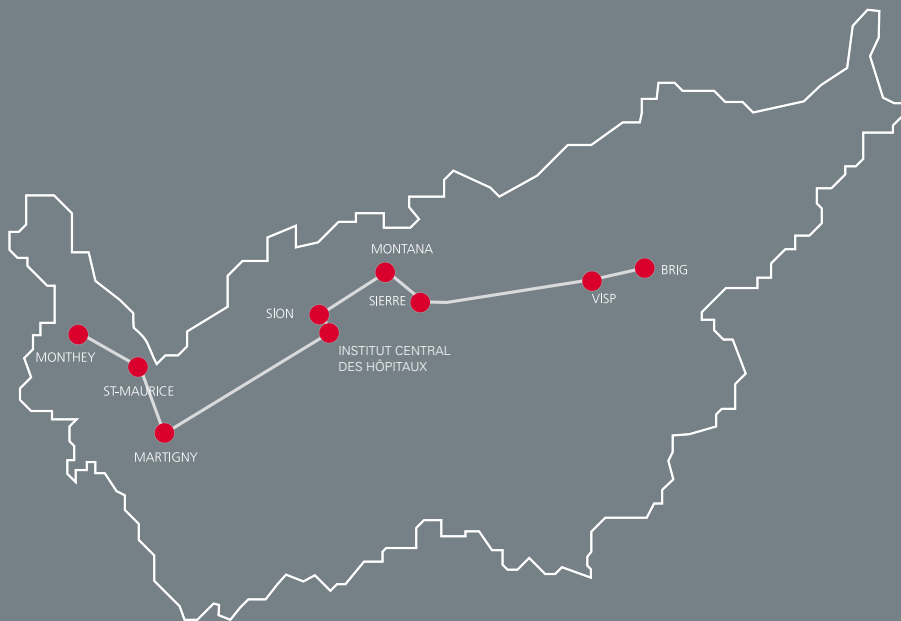 MONTANA
BRIG
SIERRE
VISP
SION
INSTITUT CENTRAL
DES HÔPITAUX
MONTHEY
ST-MAURICE
MARTIGNY